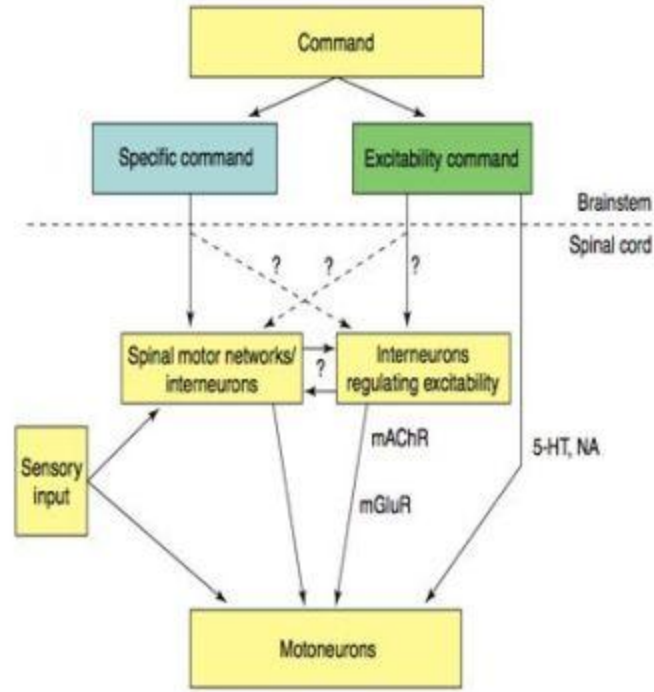 Command
Specific command
Excitability command
Brainstem
Spinal cord
?
?
?
Spinal motor networks/
interneurons
?
Interneurons
regulating excitability
mAChR
5-HT, NA
Sensory
input
mGluR
Motoneurons